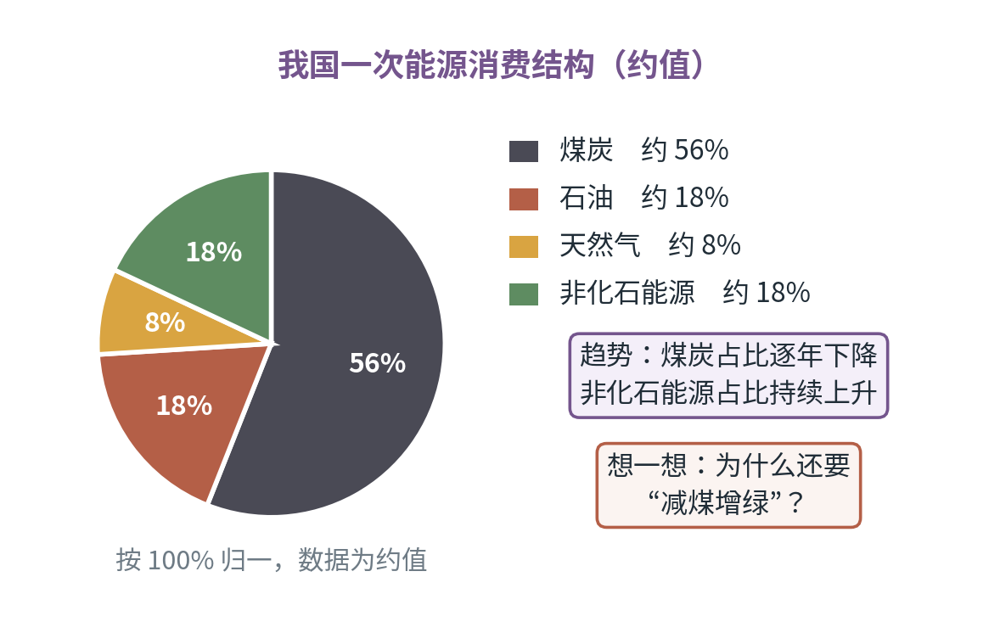 我国一次能源消费结构（约值）
煤炭　约 56%
石油　约 18%
天然气　约 8%
非化石能源　约 18%
18%
8%
56%
18%
趋势：煤炭占比逐年下降
非化石能源占比持续上升
想一想：为什么还要
“减煤增绿”？
按 100% 归一，数据为约值